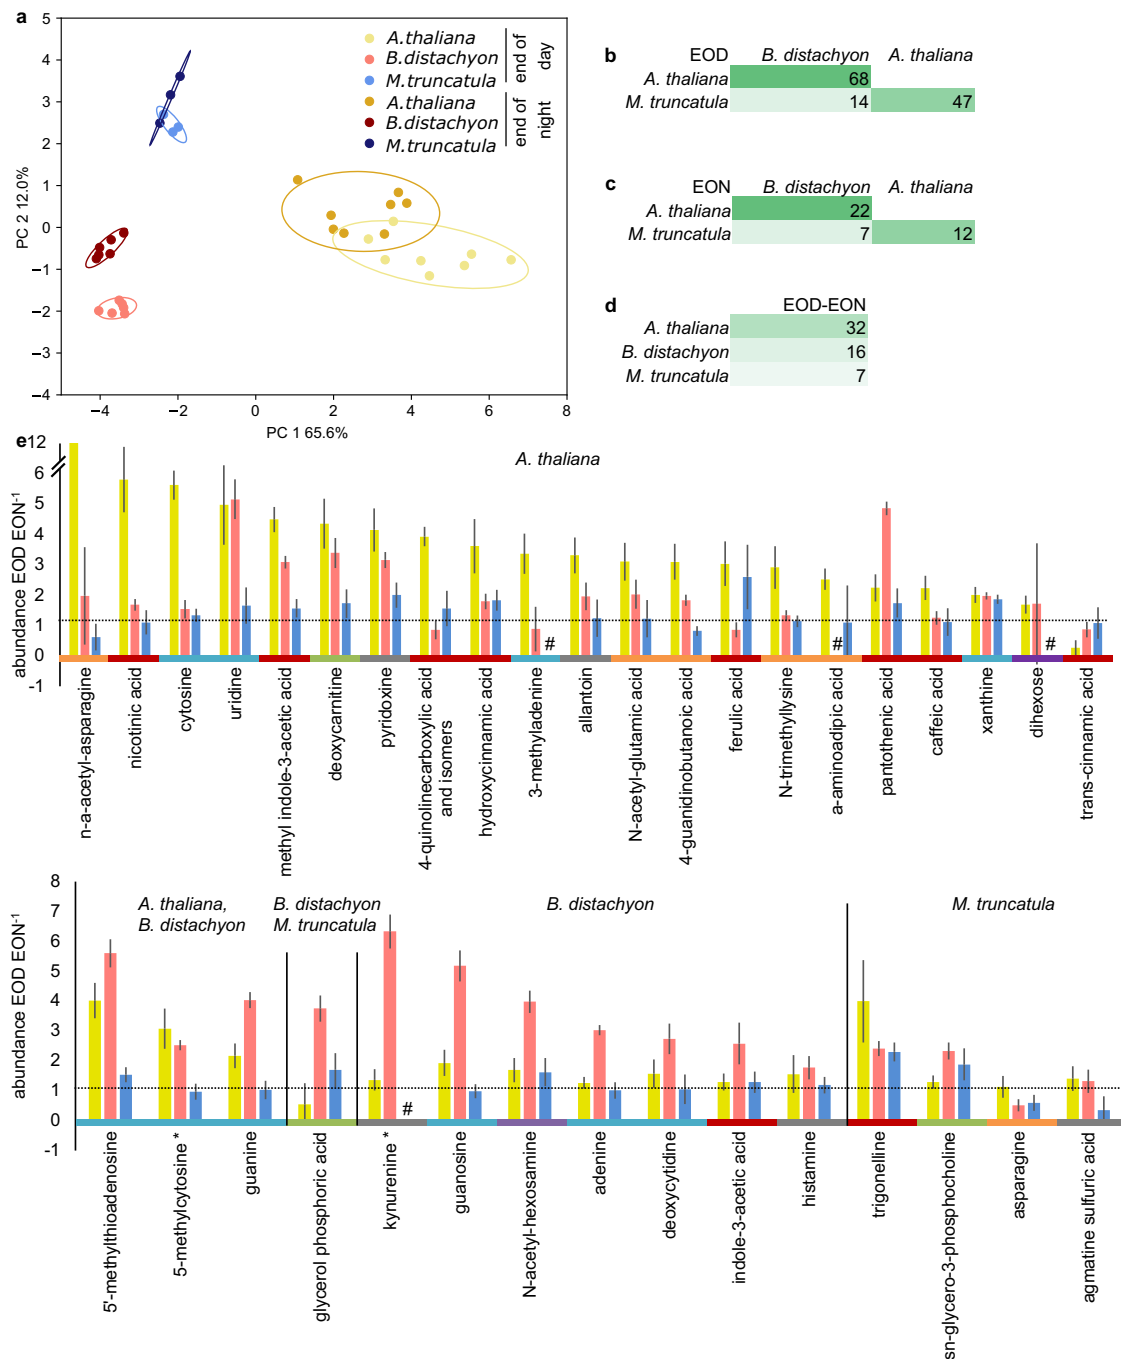 a
5
4
3
2
1
0
−1
−2
−3
−4
PC 2 12.0%
−4
−2
0
2
4
6
8
PC 1 65.6%
A.thaliana
B.distachyon
M.truncatula
end of
day
A.thaliana
B.distachyon
M.truncatula
end of
night
b
EOD B. distachyon A. thaliana
A. thaliana 68
M. truncatula 14 47
c
EON B. distachyon A. thaliana
A. thaliana 22
M. truncatula 7 12
d
EOD-EON
A. thaliana 32
B. distachyon 16
M. truncatula 7
e
12
6
5
4
3
2
1
0
-1
abundance EOD EON-1
A. thaliana
#
#
#
n-a-acetyl-asparagine
nicotinic acid
cytosine
uridine
methyl indole-3-acetic acid
deoxycarnitine
pyridoxine
4-quinolinecarboxylic acid
and isomers
hydroxycinnamic acid
3-methyladenine
allantoin
N-acetyl-glutamic acid
4-guanidinobutanoic acid
ferulic acid
N-trimethyllysine
a-aminoadipic acid
pantothenic acid
caffeic acid
xanthine
dihexose
trans-cinnamic acid
8
7
6
5
4
3
2
1
0
-1
abundance EOD EON-1
A. thaliana,
B. distachyon
B. distachyon
M. truncatula
B. distachyon
M. truncatula
#
5'-methylthioadenosine
5-methylcytosine *
guanine
glycerol phosphoric acid
kynurenine *
guanosine
N-acetyl-hexosamine
adenine
deoxycytidine
indole-3-acetic acid
histamine
trigonelline
sn-glycero-3-phosphocholine
asparagine
agmatine sulfuric acid